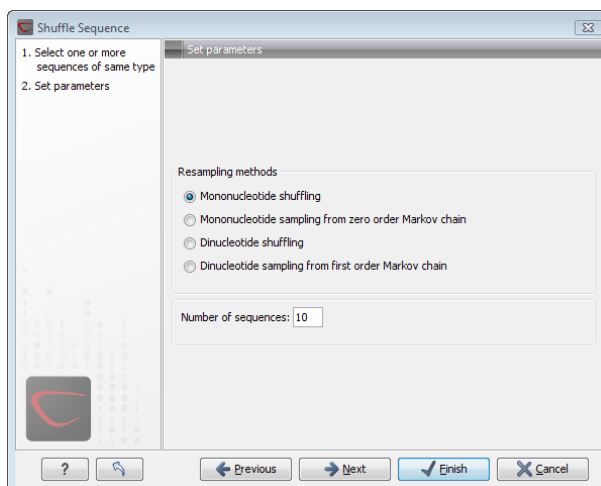 Shuffle Sequence
1. Select one or more
sequences of same type
2. Set parameters
Set parameters
Resampling methods
Mononucleotide shuffling
Mononucleotide sampling from zero order Markov chain
Dinucleotide shuffling
Dinucleotide sampling from first order Markov chain
Number of sequences: 10
? Previous Next Finish Cancel